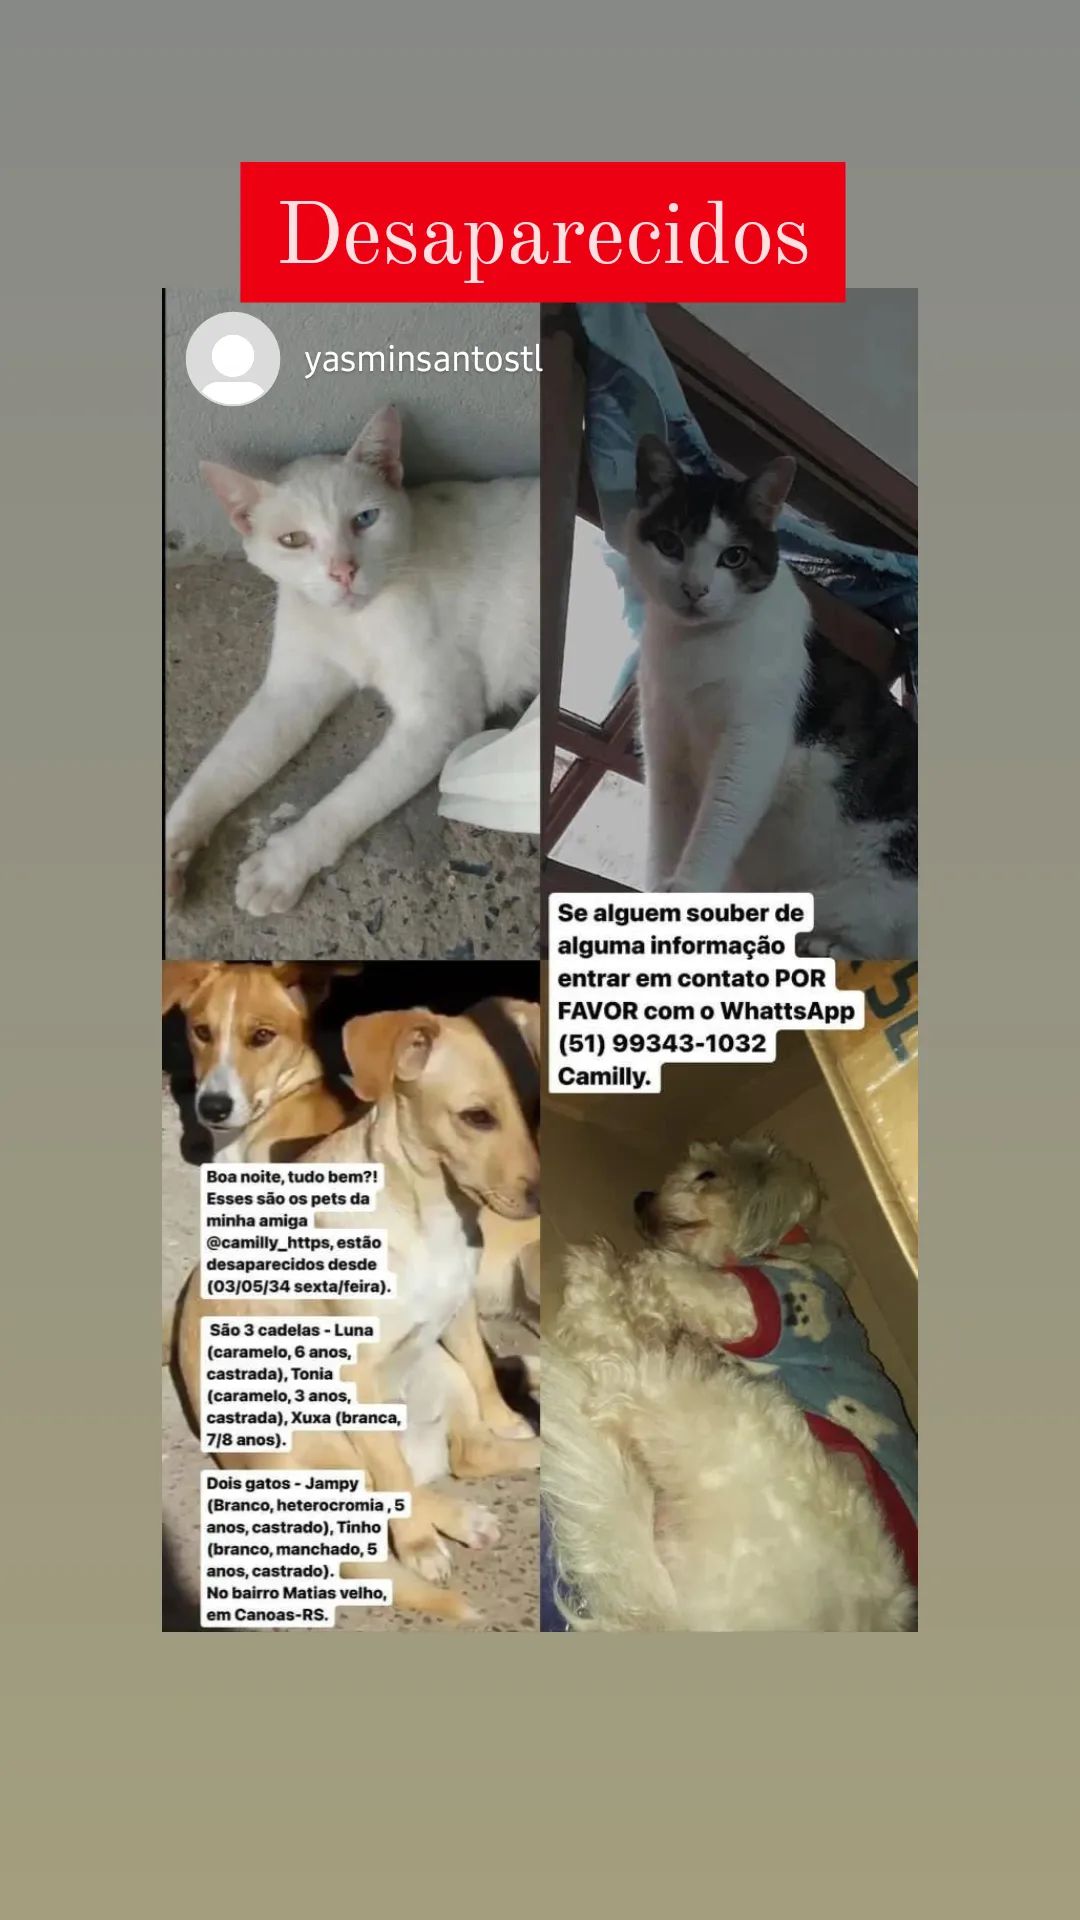 Desaparecidos
yasminsantostl
Se alguem souber de
alguma informação
entrar em contato POR
FAVOR com o WhattsApp
(51) 99343-1032
Camilly.
Boa noite, tudo bem?!
Esses são os pets da
minha amiga
@camilly_https, estão
desaparecidos desde
(03/05/34 sexta/feira).
São 3 cadelas - Luna
(caramelo, 6 anos,
castrada), Tonia
(caramelo, 3 anos,
castrada), Xuxa (branca,
7/8 anos).
Dois gatos - Jampy
(Branco, heterocromia , 5
anos, castrado), Tinho
(branco, manchado, 5
anos, castrado).
No bairro Matias velho,
em Canoas-RS.